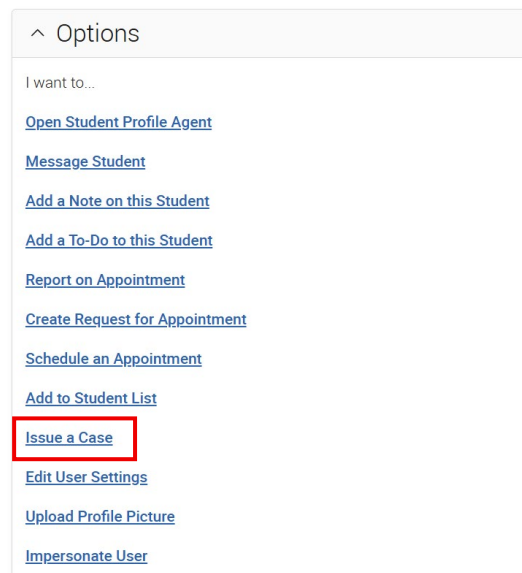 Options
I want to...
Open Student Profile Agent
Message Student
Add a Note on this Student
Add a To-Do to this Student
Report on Appointment
Create Request for Appointment
Schedule an Appointment
Add to Student List
Issue a Case
Edit User Settings
Upload Profile Picture
Impersonate User